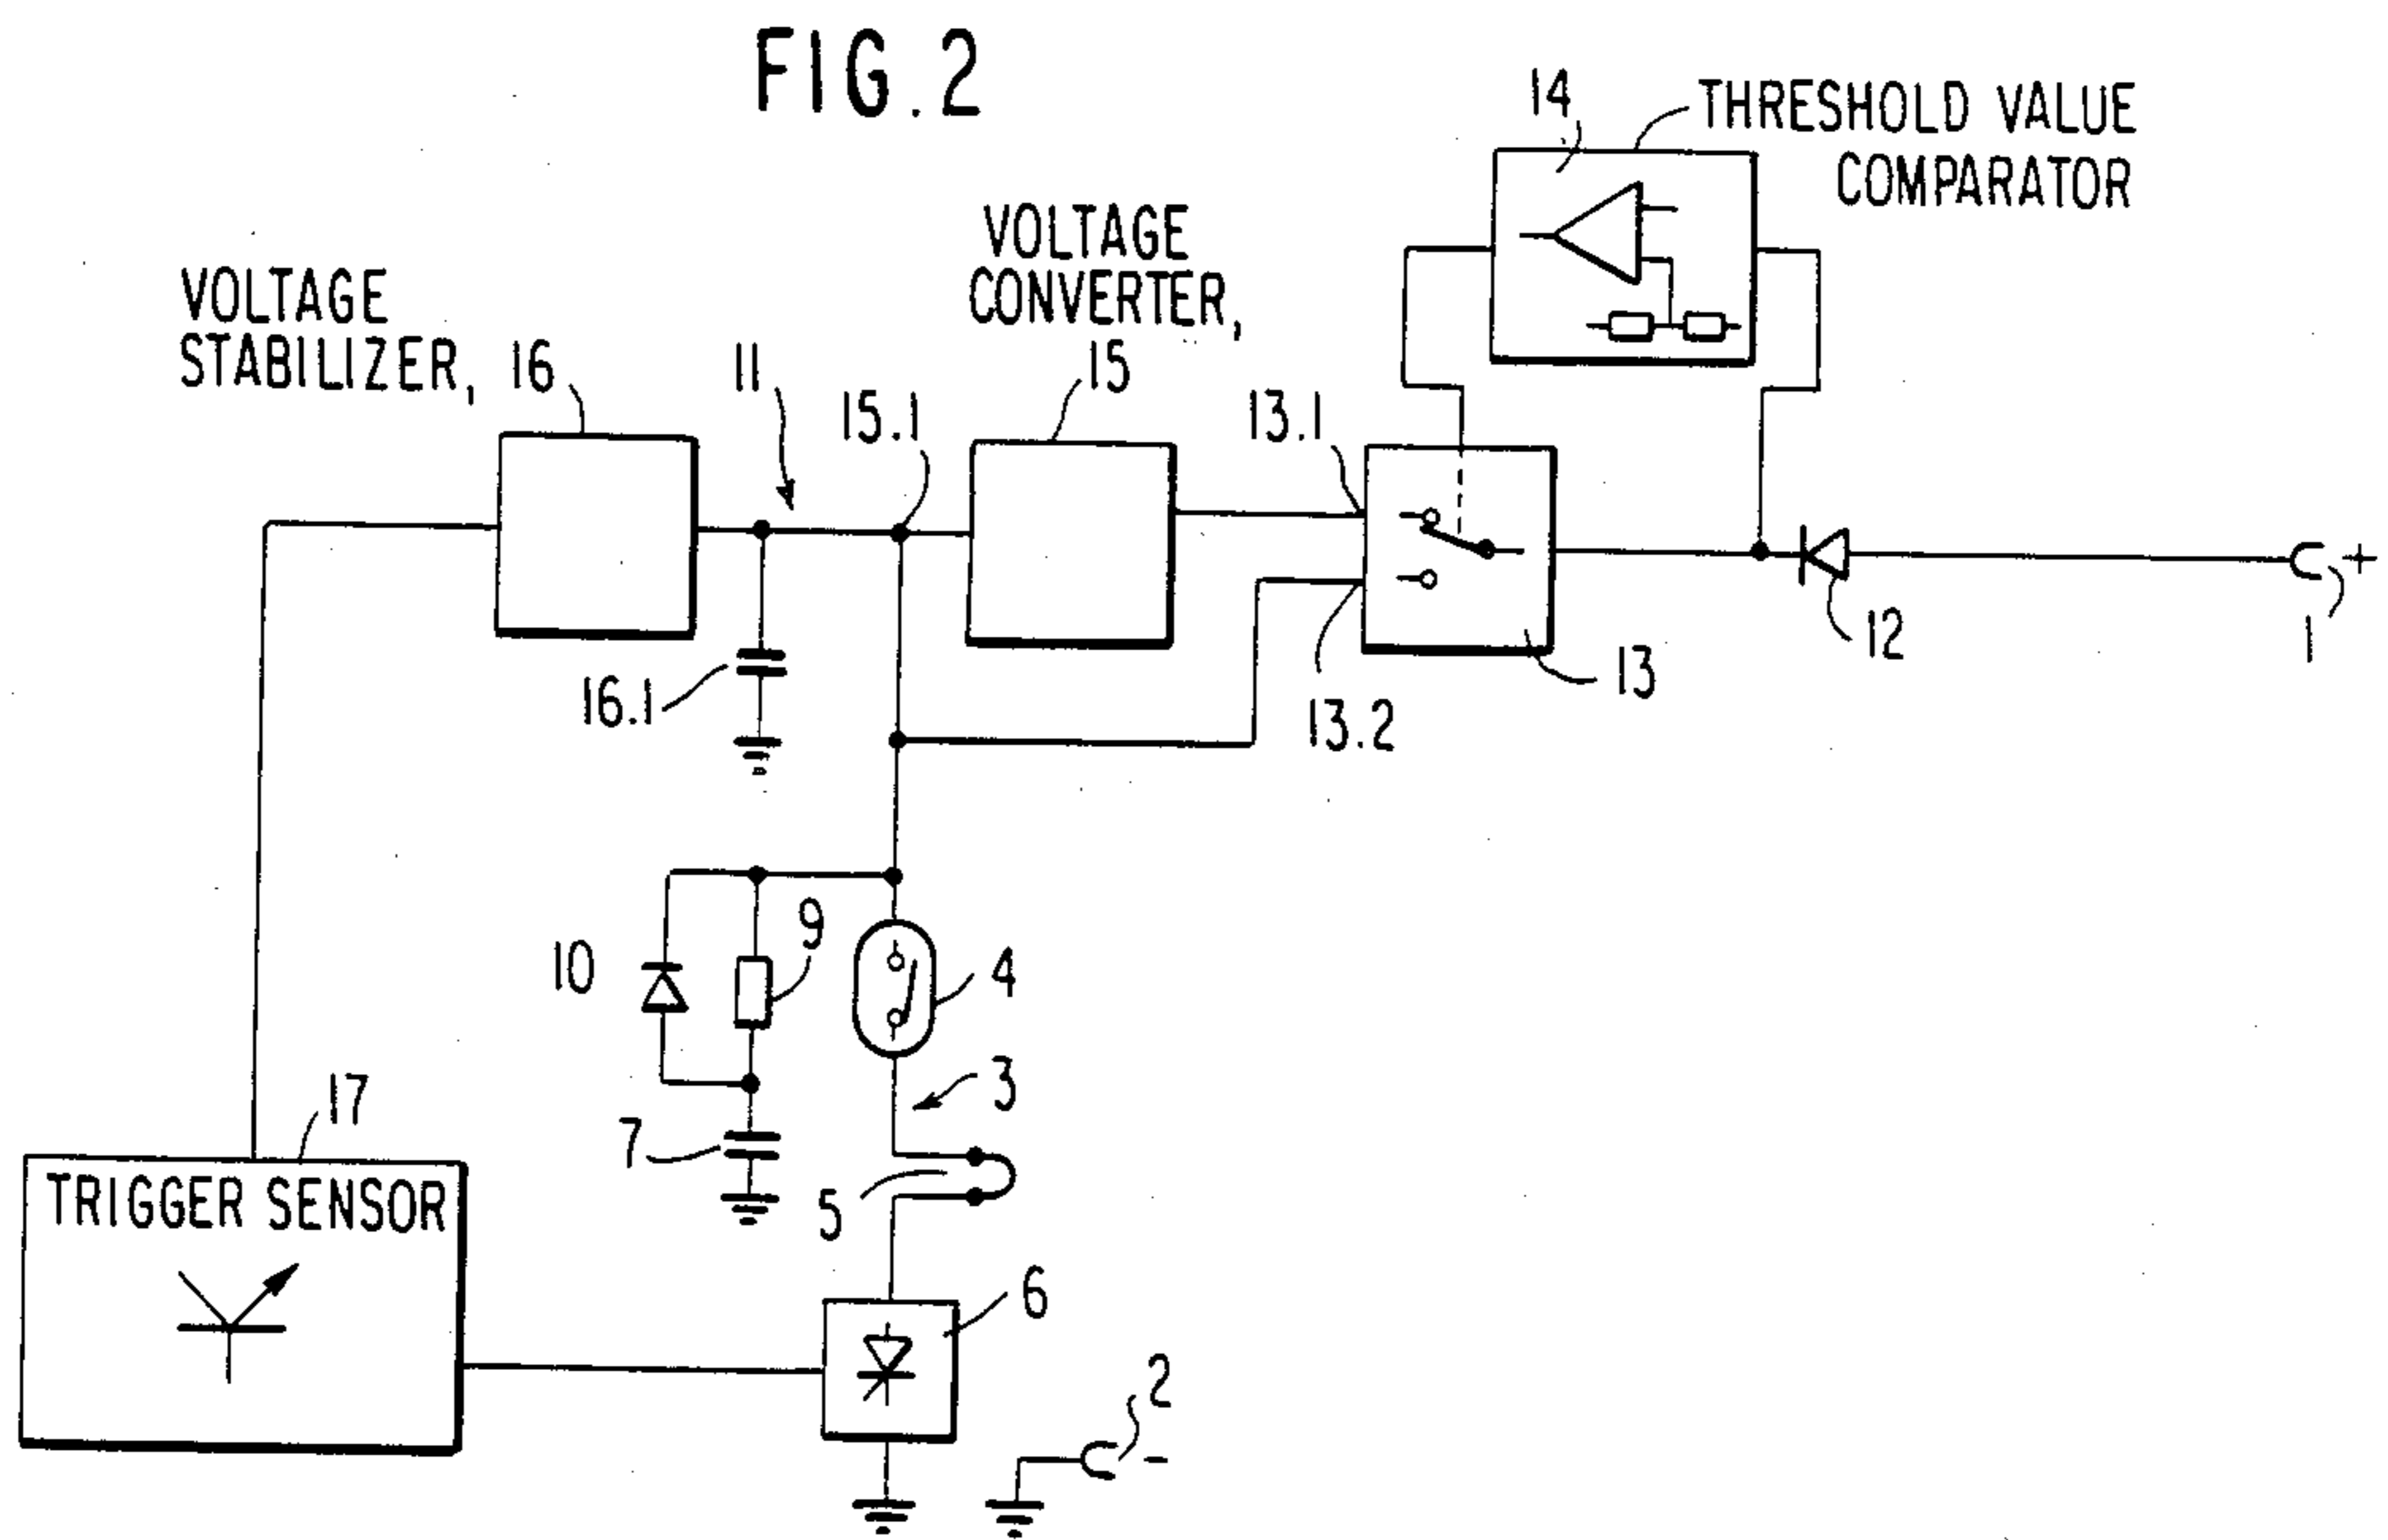 FIG. 2
14
THRESHOLD VALUE
COMPARATOR
VOLTAGE
CONVERTER,
15
VOLTAGE
STABILIZER,
16
11
15.1
13.1
+
1
12
13
13.2
16.1
10
9
4
3
17
7
5
TRIGGER SENSOR
6
2
-